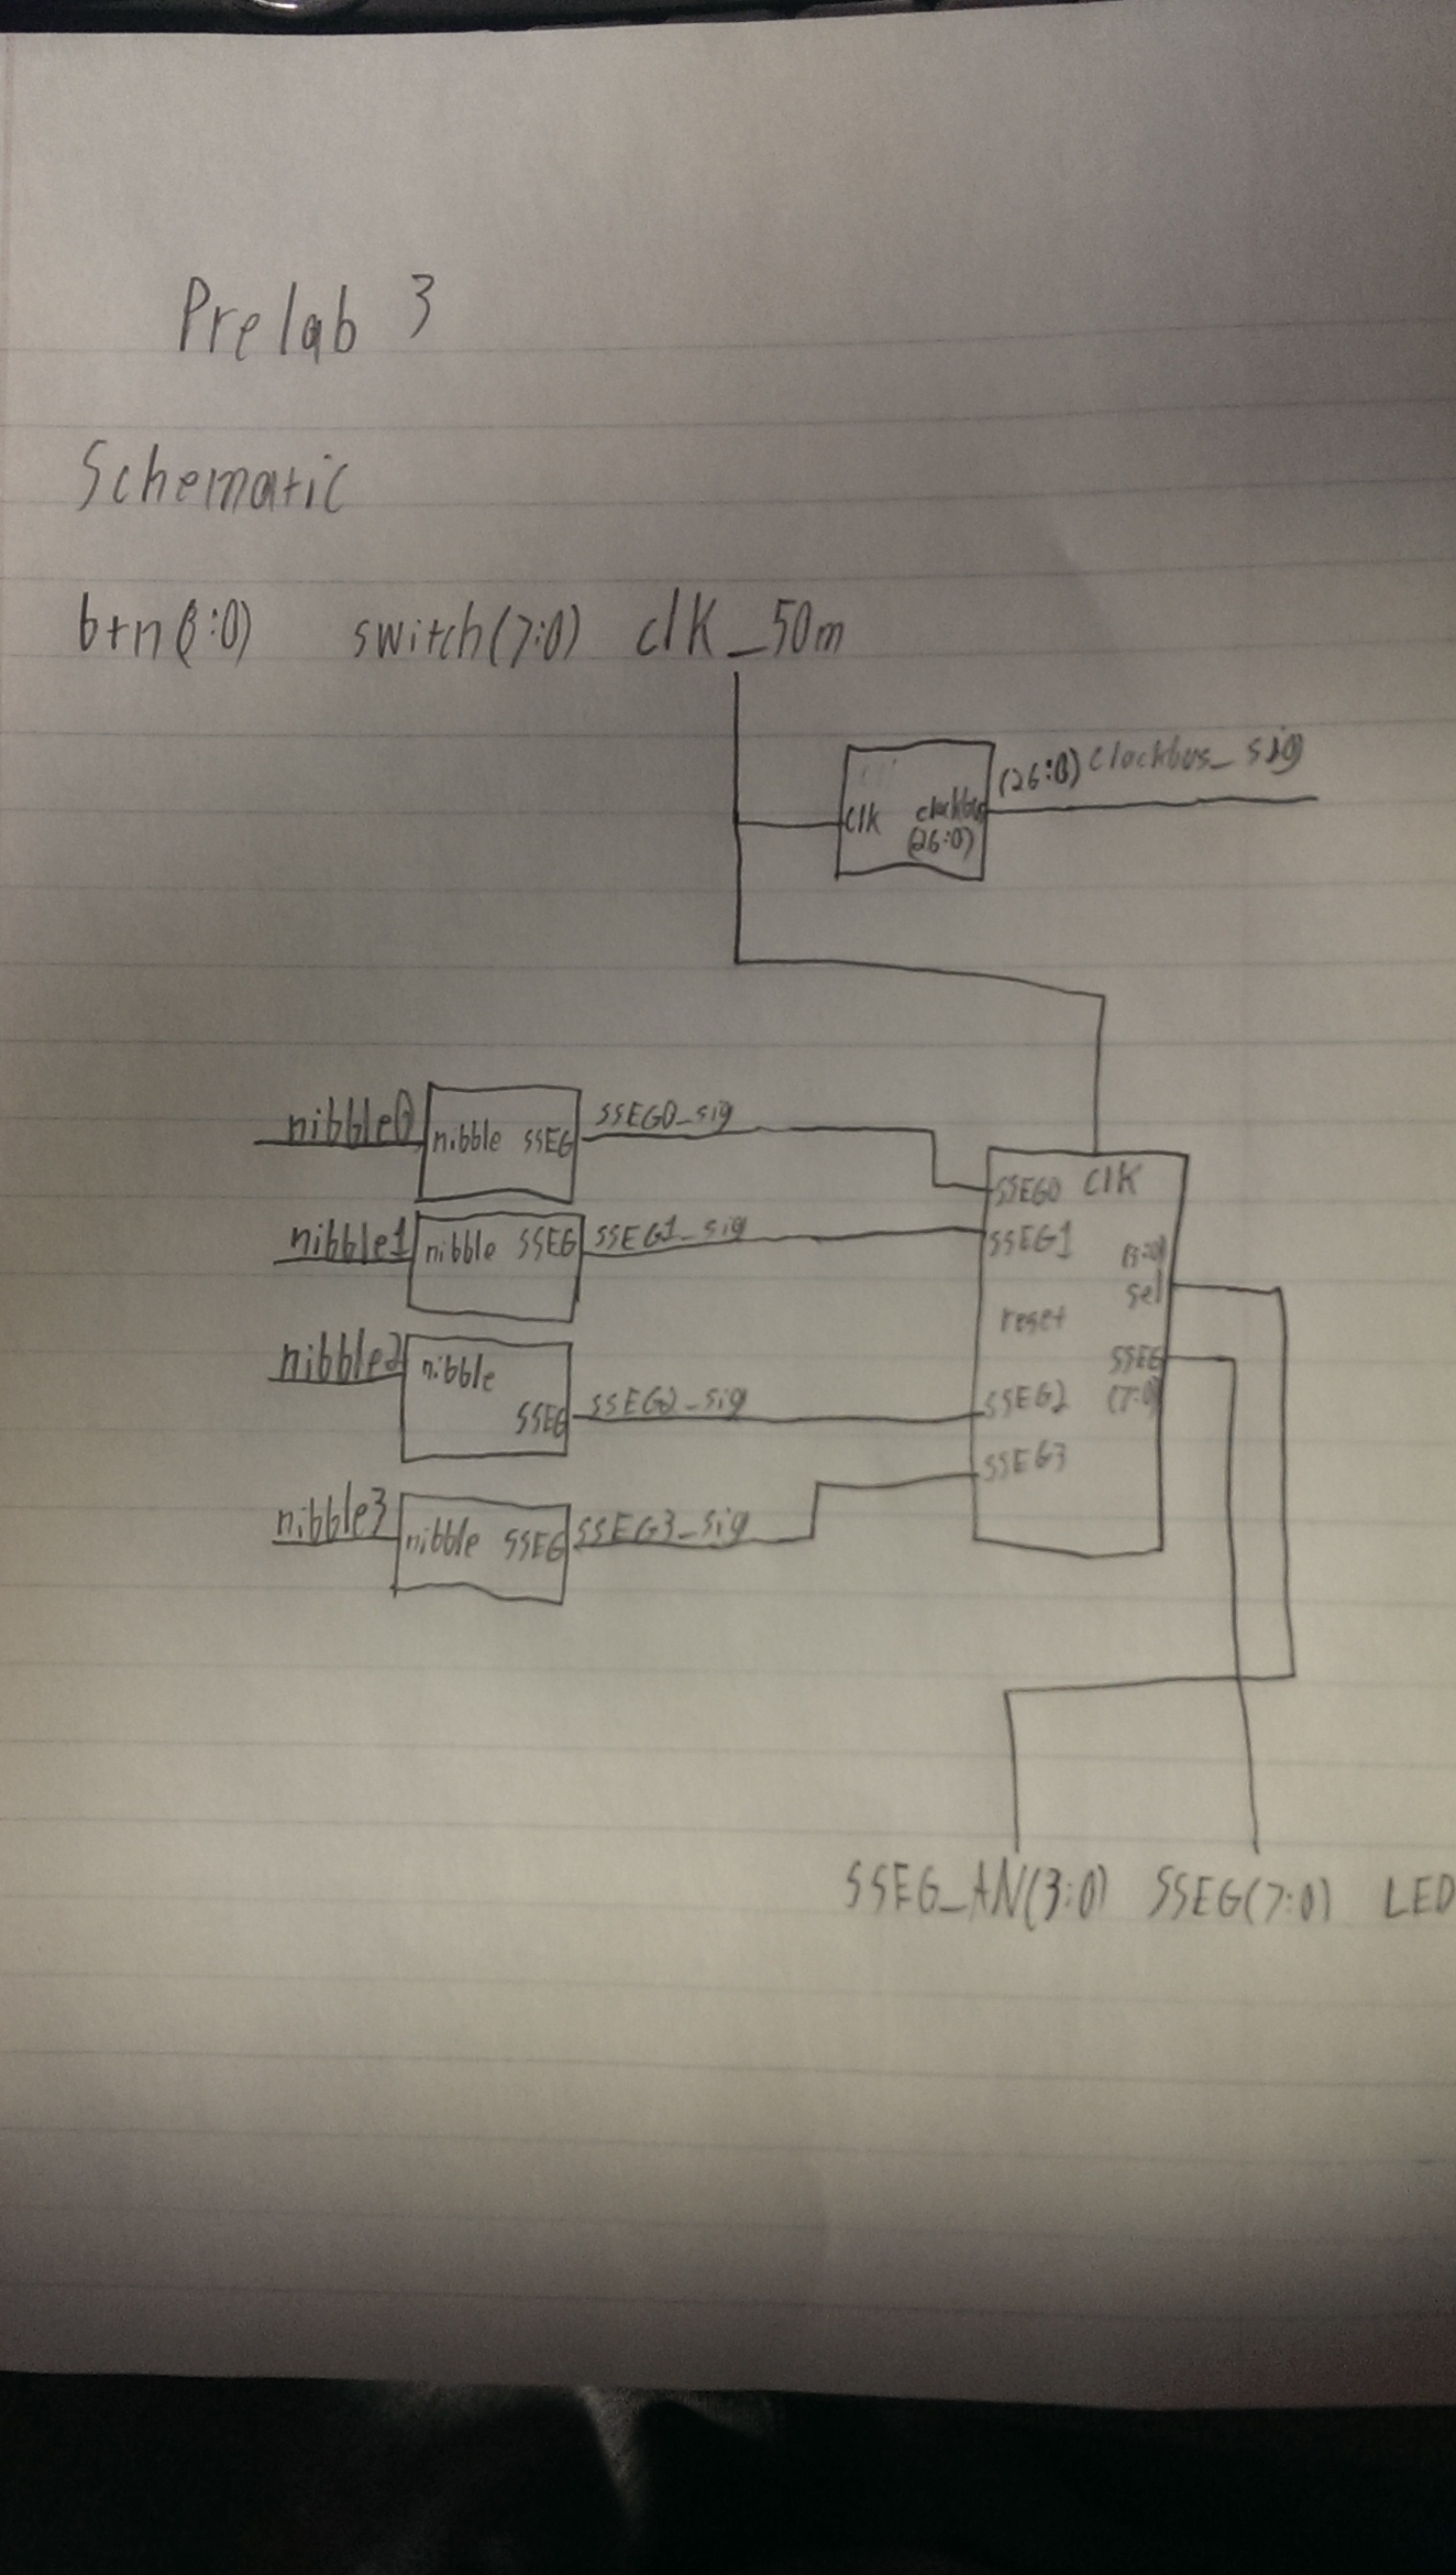 Prelab 3
Schematic
btn(3:0) switch(7:0) clk_50m
(26:0) clockbus_sig
clk clockbus
(26:0)
nibble0 nibble SSEG SSEG0_sig
SSEG0 clk
nibble1 nibble SSEG SSEG1_sig
SSEG1
(3:0)
sel
reset
nibble2 nibble
SSEG
(7:0)
SSEG SSEG2_sig SSEG2
SSEG3
nibble3 nibble SSEG SSEG3_sig
SSEG_AN(3:0) SSEG(7:0) LED